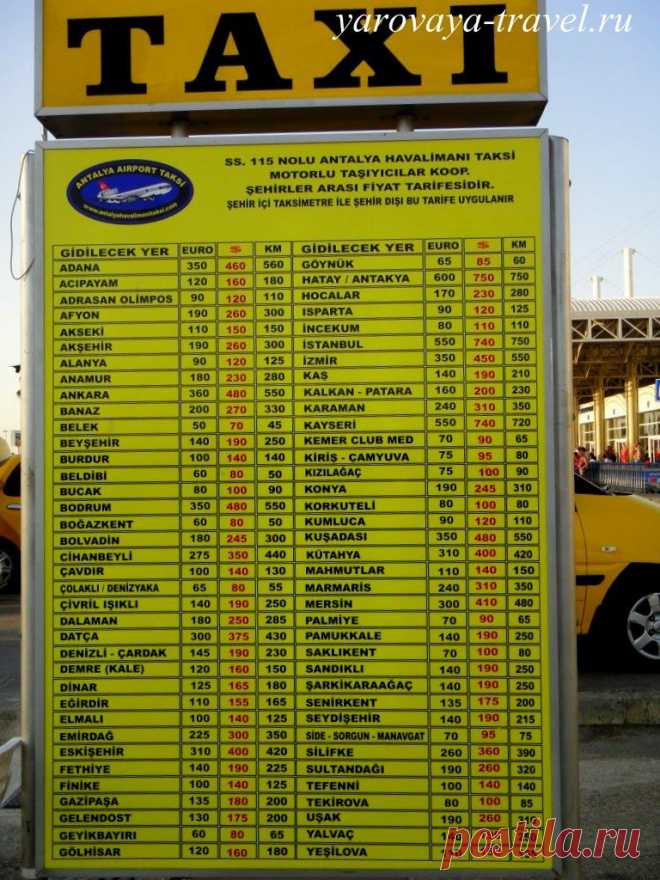 yarovaya-travel.ru
TAXI
ANTALYA AIRPORT TAKSİ
www.antalyahavalimanitaksi.com
SS. 115 NOLU ANTALYA HAVALİMANI TAKSİ
MOTORLU TAŞIYICILAR KOOP.
ŞEHİRLER ARASI FİYAT TARİFESİDİR.
ŞEHİR İÇİ TAKSİMETRE İLE ŞEHİR DIŞI BU TARİFE UYGULANIR
GİDİLECEK YER EURO $ KM GİDİLECEK YER EURO $ KM
ADANA 350 460 560 GÖYNÜK 65 85 60
ACIPAYAM 120 160 180 HATAY / ANTAKYA 600 750 750
ADRASAN OLİMPOS 90 120 110 HOCALAR 170 230 280
AFYON 190 260 300 ISPARTA 90 120 125
AKSEKİ 110 150 150 İNCEKUM 80 110 110
AKŞEHİR 190 260 300 İSTANBUL 550 740 750
ALANYA 90 120 125 İZMİR 350 450 550
ANAMUR 180 230 280 KAŞ 140 190 210
ANKARA 360 480 550 KALKAN - PATARA 160 200 230
BANAZ 200 270 330 KARAMAN 240 310 350
BELEK 50 70 45 KAYSERİ 550 740 720
BEYŞEHİR 140 190 250 KEMER CLUB MED 70 90 65
BURDUR 100 140 140 KİRİŞ - ÇAMYUVA 75 95 80
BELDİBİ 60 80 50 KIZILAĞAÇ 75 100 90
BUCAK 80 100 90 KONYA 190 245 310
BODRUM 350 480 550 KORKUTELİ 80 100 80
BOĞAZKENT 60 80 50 KUMLUCA 90 120 110
BOLVADİN 180 245 300 KUŞADASI 350 480 550
CİHANBEYLİ 275 350 440 KÜTAHYA 310 400 420
ÇAVDIR 100 140 130 MAHMUTLAR 110 140 150
ÇOLAKLI / DENİZYAKA 65 80 55 MARMARİS 240 310 350
ÇİVRİL IŞIKLI 140 190 250 MERSİN 300 410 480
DALAMAN 180 250 285 PALMİYE 70 90 65
DATÇA 300 375 430 PAMUKKALE 140 190 250
DENİZLİ - ÇARDAK 145 190 230 SAKLIKENT 70 100 80
DEMRE (KALE) 120 160 150 SANDIKLI 140 190 250
DİNAR 125 165 180 ŞARKİKARAAĞAÇ 140 190 250
EĞİRDİR 110 155 165 SENİRKENT 135 175 200
ELMALI 100 140 125 SEYDİŞEHİR 140 190 215
EMİRDAĞ 225 300 350 SİDE - SORGUN - MANAVGAT 70 95 75
ESKİŞEHİR 310 400 420 SİLİFKE 260 360 390
FETHİYE 140 190 225 SULTANDAĞI 190 260 320
FİNİKE 100 140 125 TEFENNİ 100 140 140
GAZİPAŞA 135 180 200 TEKİROVA 80 100 85
GELENDOST 130 175 200 UŞAK 190 260 310
GEYİKBAYIRI 60 80 65 YALVAÇ
GÖLHİSAR 120 160 180 YEŞİLOVA
postila.ru